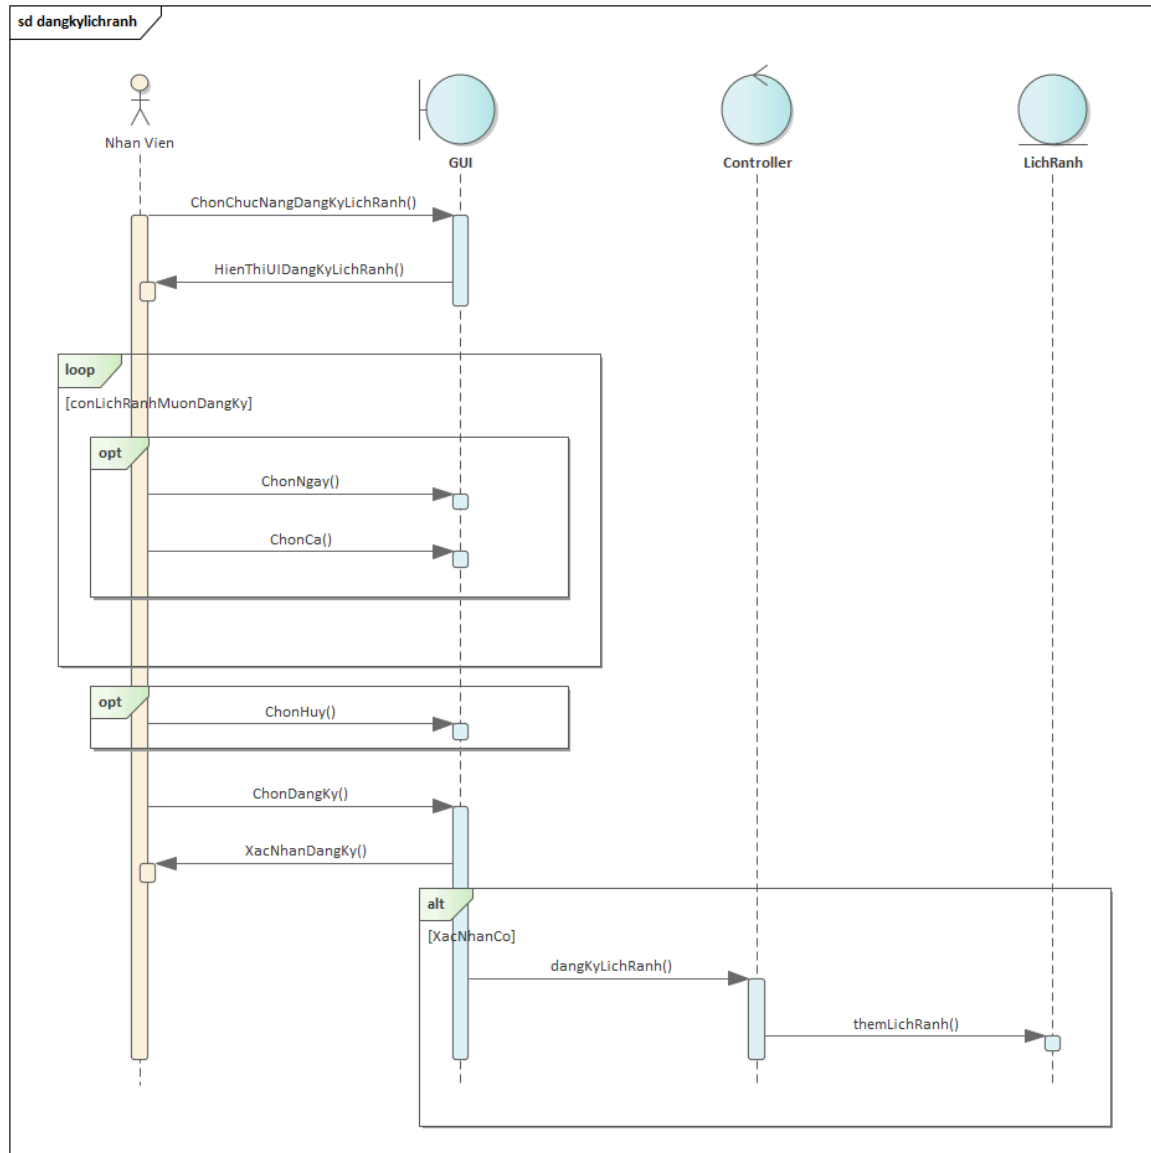 sd dangkylichranh
Nhan Vien
GUI
Controller
LichRanh
ChonChucNangDangKyLichRanh()
HienThiUIDangKyLichRanh()
loop
[conLichRanhMuonDangKy]
opt
ChonNgay()
ChonCa()
opt
ChonHuy()
ChonDangKy()
XacNhanDangKy()
alt
[XacNhanCo]
dangKyLichRanh()
themLichRanh()